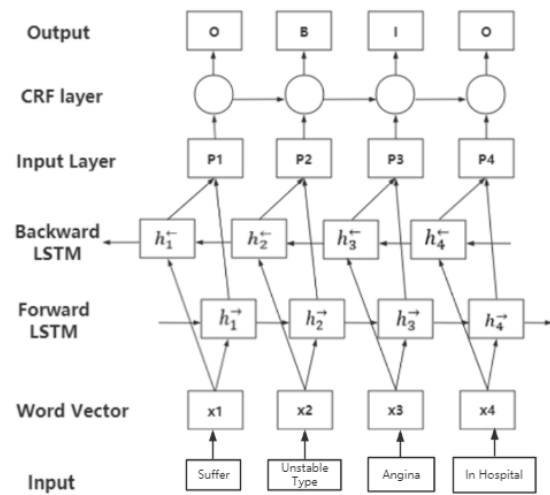 Output O B I O
CRF layer
Input Layer P1 P2 P3 P4
Backward
LSTM
h₁← h₂← h₃← h₄←
Forward
LSTM
h₁→ h₂→ h₃→ h₄→
Word Vector x1 x2 x3 x4
Input
Suffer
Unstable
Type
Angina
In Hospital